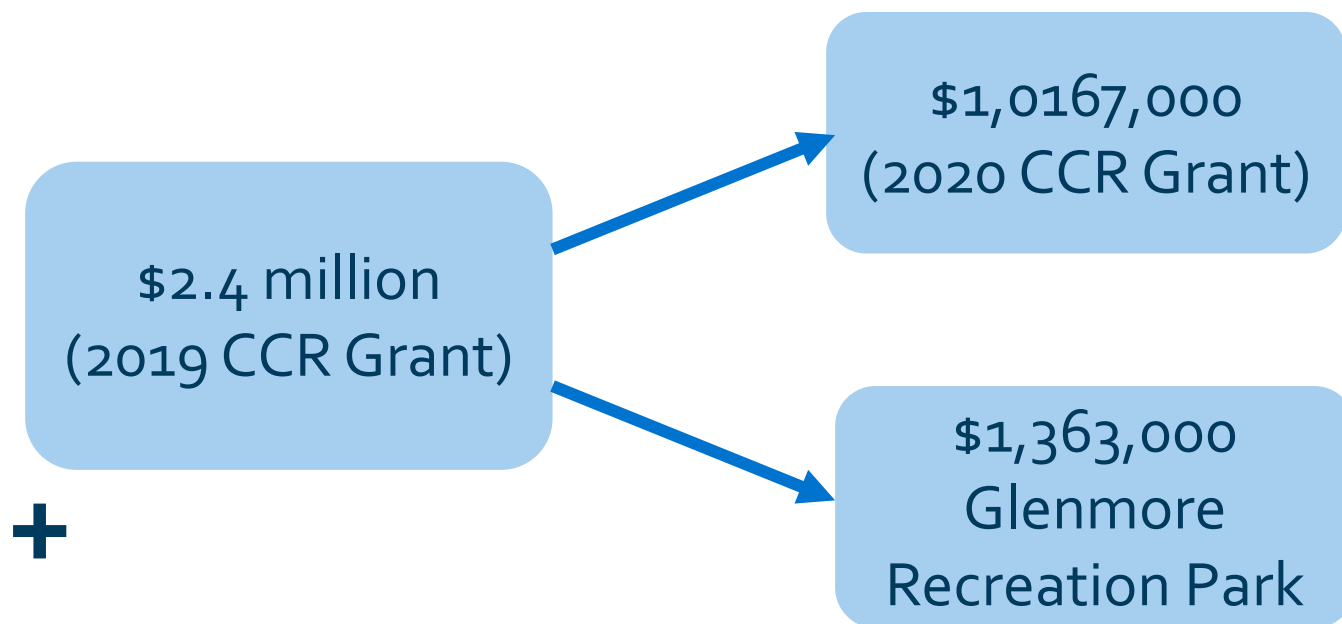 $2.4 million
(2019 CCR Grant)
+
$1,0167,000
(2020 CCR Grant)
$1,363,000
Glenmore
Recreation Park